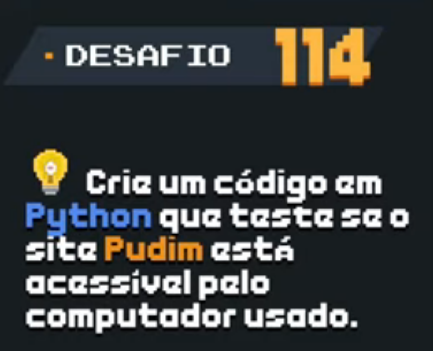 · DESAFIO 114
Crie um código em
Python que teste se o
site Pudim está
acessível pelo
computador usado.